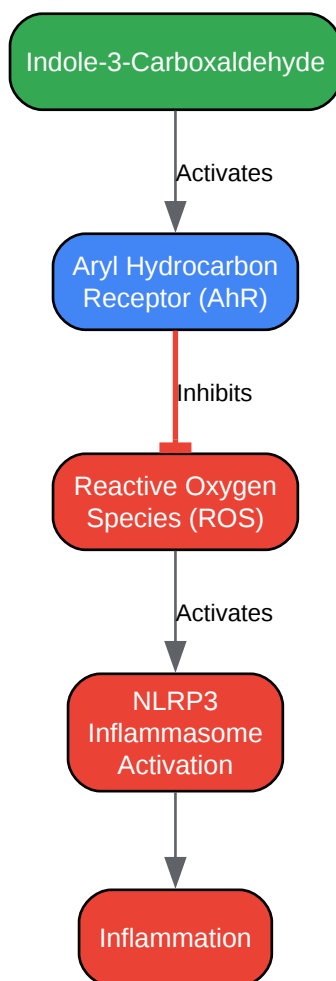 Indole-3-Carboxaldehyde
Activates
Aryl Hydrocarbon
Receptor (AhR)
Inhibits
Reactive Oxygen
Species (ROS)
Activates
NLRP3
Inflammasome
Activation
Inflammation